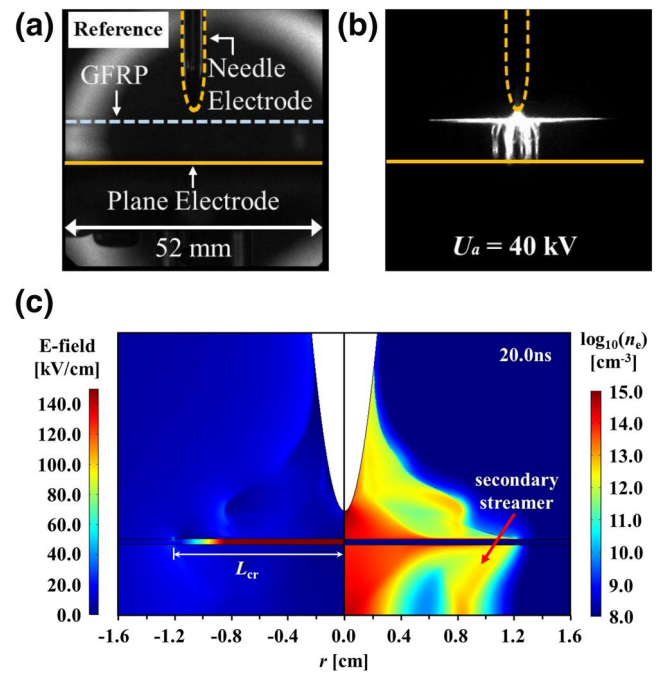 (a)
Reference
Needle
Electrode
GFRP
Plane Electrode
52 mm
(b)
Uₐ = 40 kV
(c)
E-field
[kV/cm]
140.0
120.0
100.0
80.0
60.0
40.0
20.0
0.0
20.0ns
secondary
streamer
L_cr
log₁₀(nₑ)
[cm⁻³]
15.0
14.0
13.0
12.0
11.0
10.0
9.0
8.0
-1.6 -1.2 -0.8 -0.4 0.0 0.4 0.8 1.2 1.6
r [cm]